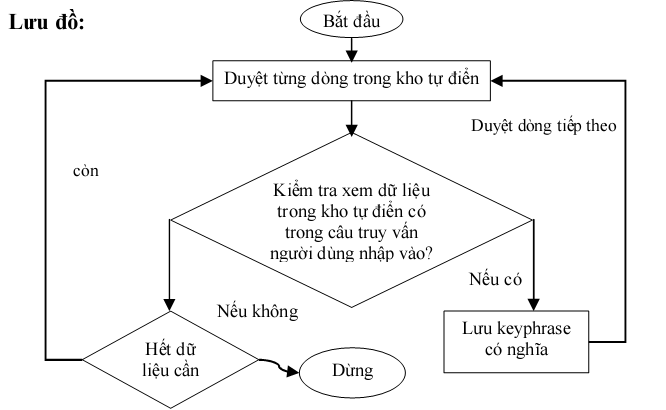 Lưu đồ:
Bắt đầu
Duyệt từng dòng trong kho tự điển
Duyệt dòng tiếp theo
còn
Kiểm tra xem dữ liệu
trong kho tự điển có
trong câu truy vấn
người dùng nhập vào?
Nếu có
Nếu không
Lưu keyphrase
có nghĩa
Hết dữ
liệu cần
Dừng